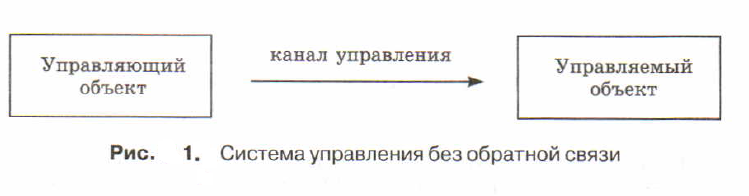 Управляющий
объект
канал управления
Управляемый
объект
Рис. 1. Система управления без обратной связи